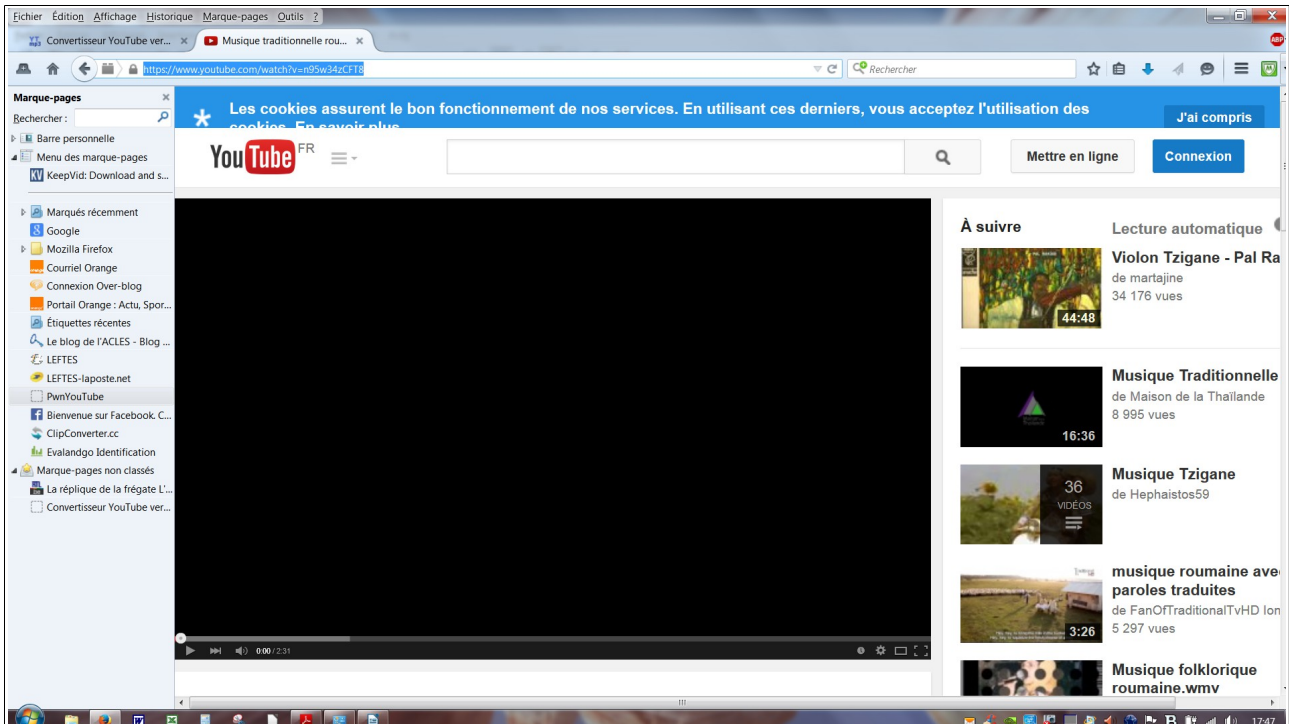 Fichier Édition Affichage Historique Marque-pages Outils ?
Convertisseur YouTube ver... × Musique traditionnelle rou... ×
ABP
https://www.youtube.com/watch?v=n95w34zCFT8
Rechercher
Marque-pages ×
Rechercher :
Barre personnelle
Menu des marque-pages
KeepVid: Download and s...
Marqués récemment
Google
Mozilla Firefox
Courriel Orange
Connexion Over-blog
Portail Orange : Actu, Spor...
Étiquettes récentes
Le blog de l'ACLES - Blog ...
LEFTES
LEFTES-laposte.net
PwnYouTube
Bienvenue sur Facebook. C...
ClipConverter.cc
Evalandgo Identification
Marque-pages non classés
La réplique de la frégate L'...
Convertisseur YouTube ver...
Les cookies assurent le bon fonctionnement de nos services. En utilisant ces derniers, vous acceptez l'utilisation des
cookies. En savoir plus
J'ai compris
YouTube FR
Mettre en ligne
Connexion
0:00 / 2:31
À suivre
Lecture automatique
Violon Tzigane - Pal Ra
de martajine
34 176 vues
44:48
Musique Traditionnelle
de Maison de la Thaïlande
8 995 vues
16:36
Musique Tzigane
de Hephaistos59
36
VIDÉOS
musique roumaine ave
paroles traduites
de FanOfTraditionalTvHD Ion
5 297 vues
3:26
Musique folklorique
roumaine.wmv
17:47